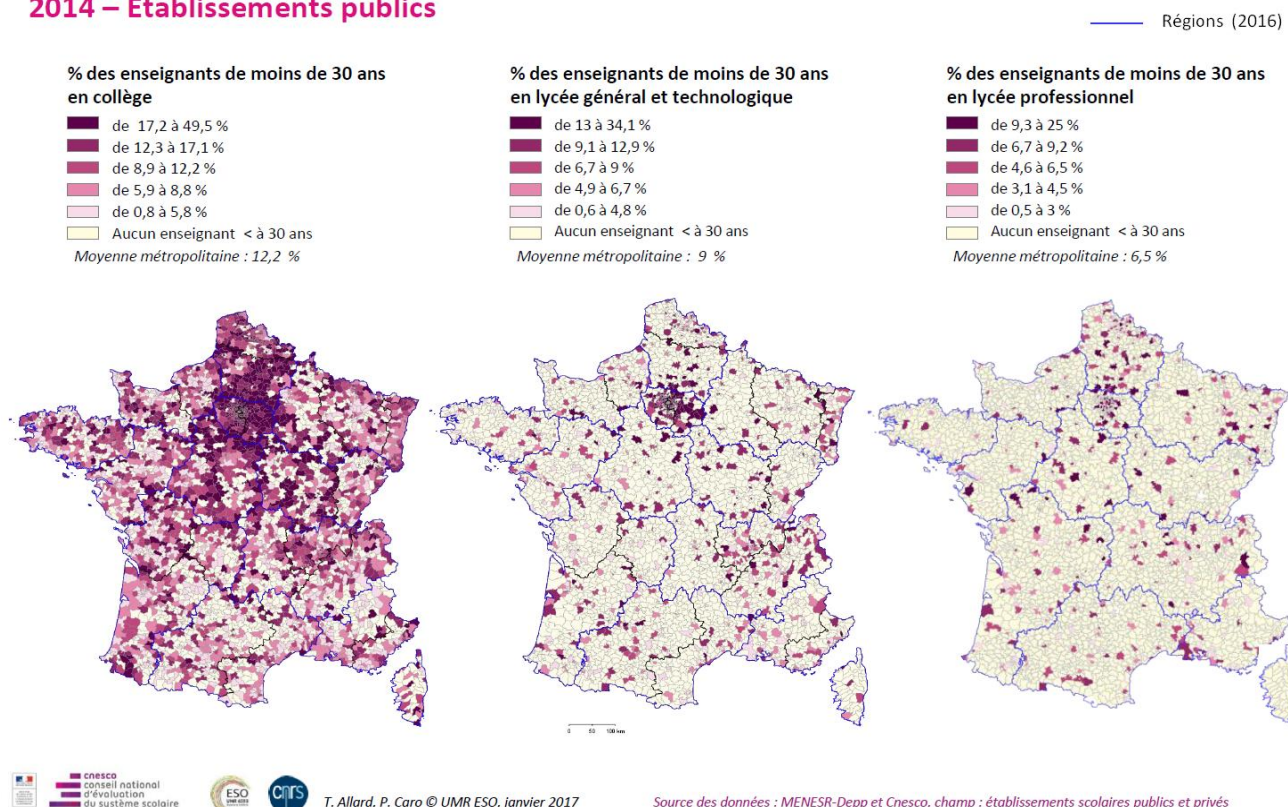 2014 – Etablissements publics
Régions (2016)
% des enseignants de moins de 30 ans
en collège
de 17,2 à 49,5 %
de 12,3 à 17,1 %
de 8,9 à 12,2 %
de 5,9 à 8,8 %
de 0,8 à 5,8 %
Aucun enseignant < à 30 ans
Moyenne métropolitaine : 12,2 %
% des enseignants de moins de 30 ans
en lycée général et technologique
de 13 à 34,1 %
de 9,1 à 12,9 %
de 6,7 à 9 %
de 4,9 à 6,7 %
de 0,6 à 4,8 %
Aucun enseignant < à 30 ans
Moyenne métropolitaine : 9 %
% des enseignants de moins de 30 ans
en lycée professionnel
de 9,3 à 25 %
de 6,7 à 9,2 %
de 4,6 à 6,5 %
de 3,1 à 4,5 %
de 0,5 à 3 %
Aucun enseignant < à 30 ans
Moyenne métropolitaine : 6,5 %
0 50 100 km
cnesco
conseil national
d'évaluation
du système scolaire
ESO
cnrs
T. Allard, P. Caro © UMR ESO, janvier 2017
Source des données : MENESR-Depp et Cnesco, champ : établissements scolaires publics et privés